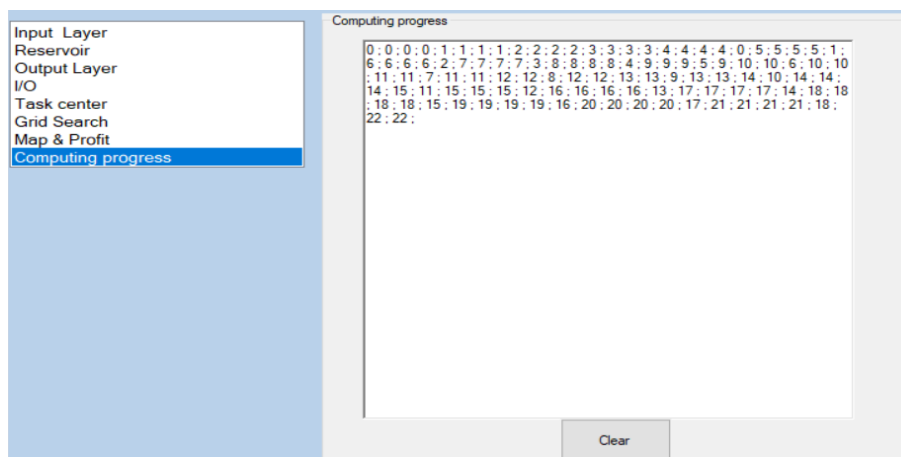 Input Layer
Reservoir
Output Layer
I/O
Task center
Grid Search
Map & Profit
Computing progress
Computing progress
0 ; 0 ; 0 ; 0 ; 1 ; 1 ; 1 ; 1 ; 2 ; 2 ; 2 ; 2 ; 3 ; 3 ; 3 ; 3 ; 4 ; 4 ; 4 ; 4 ; 0 ; 5 ; 5 ; 5 ; 5 ; 1 ;
6 ; 6 ; 6 ; 6 ; 2 ; 7 ; 7 ; 7 ; 7 ; 3 ; 8 ; 8 ; 8 ; 8 ; 4 ; 9 ; 9 ; 9 ; 5 ; 9 ; 10 ; 10 ; 6 ; 10 ; 10
; 11 ; 11 ; 7 ; 11 ; 11 ; 12 ; 12 ; 8 ; 12 ; 12 ; 13 ; 13 ; 9 ; 13 ; 13 ; 14 ; 10 ; 14 ; 14 ;
14 ; 15 ; 11 ; 15 ; 15 ; 15 ; 12 ; 16 ; 16 ; 16 ; 16 ; 13 ; 17 ; 17 ; 17 ; 17 ; 14 ; 18 ; 18
; 18 ; 18 ; 15 ; 19 ; 19 ; 19 ; 19 ; 16 ; 20 ; 20 ; 20 ; 20 ; 17 ; 21 ; 21 ; 21 ; 21 ; 18 ;
22 ; 22 ;
Clear